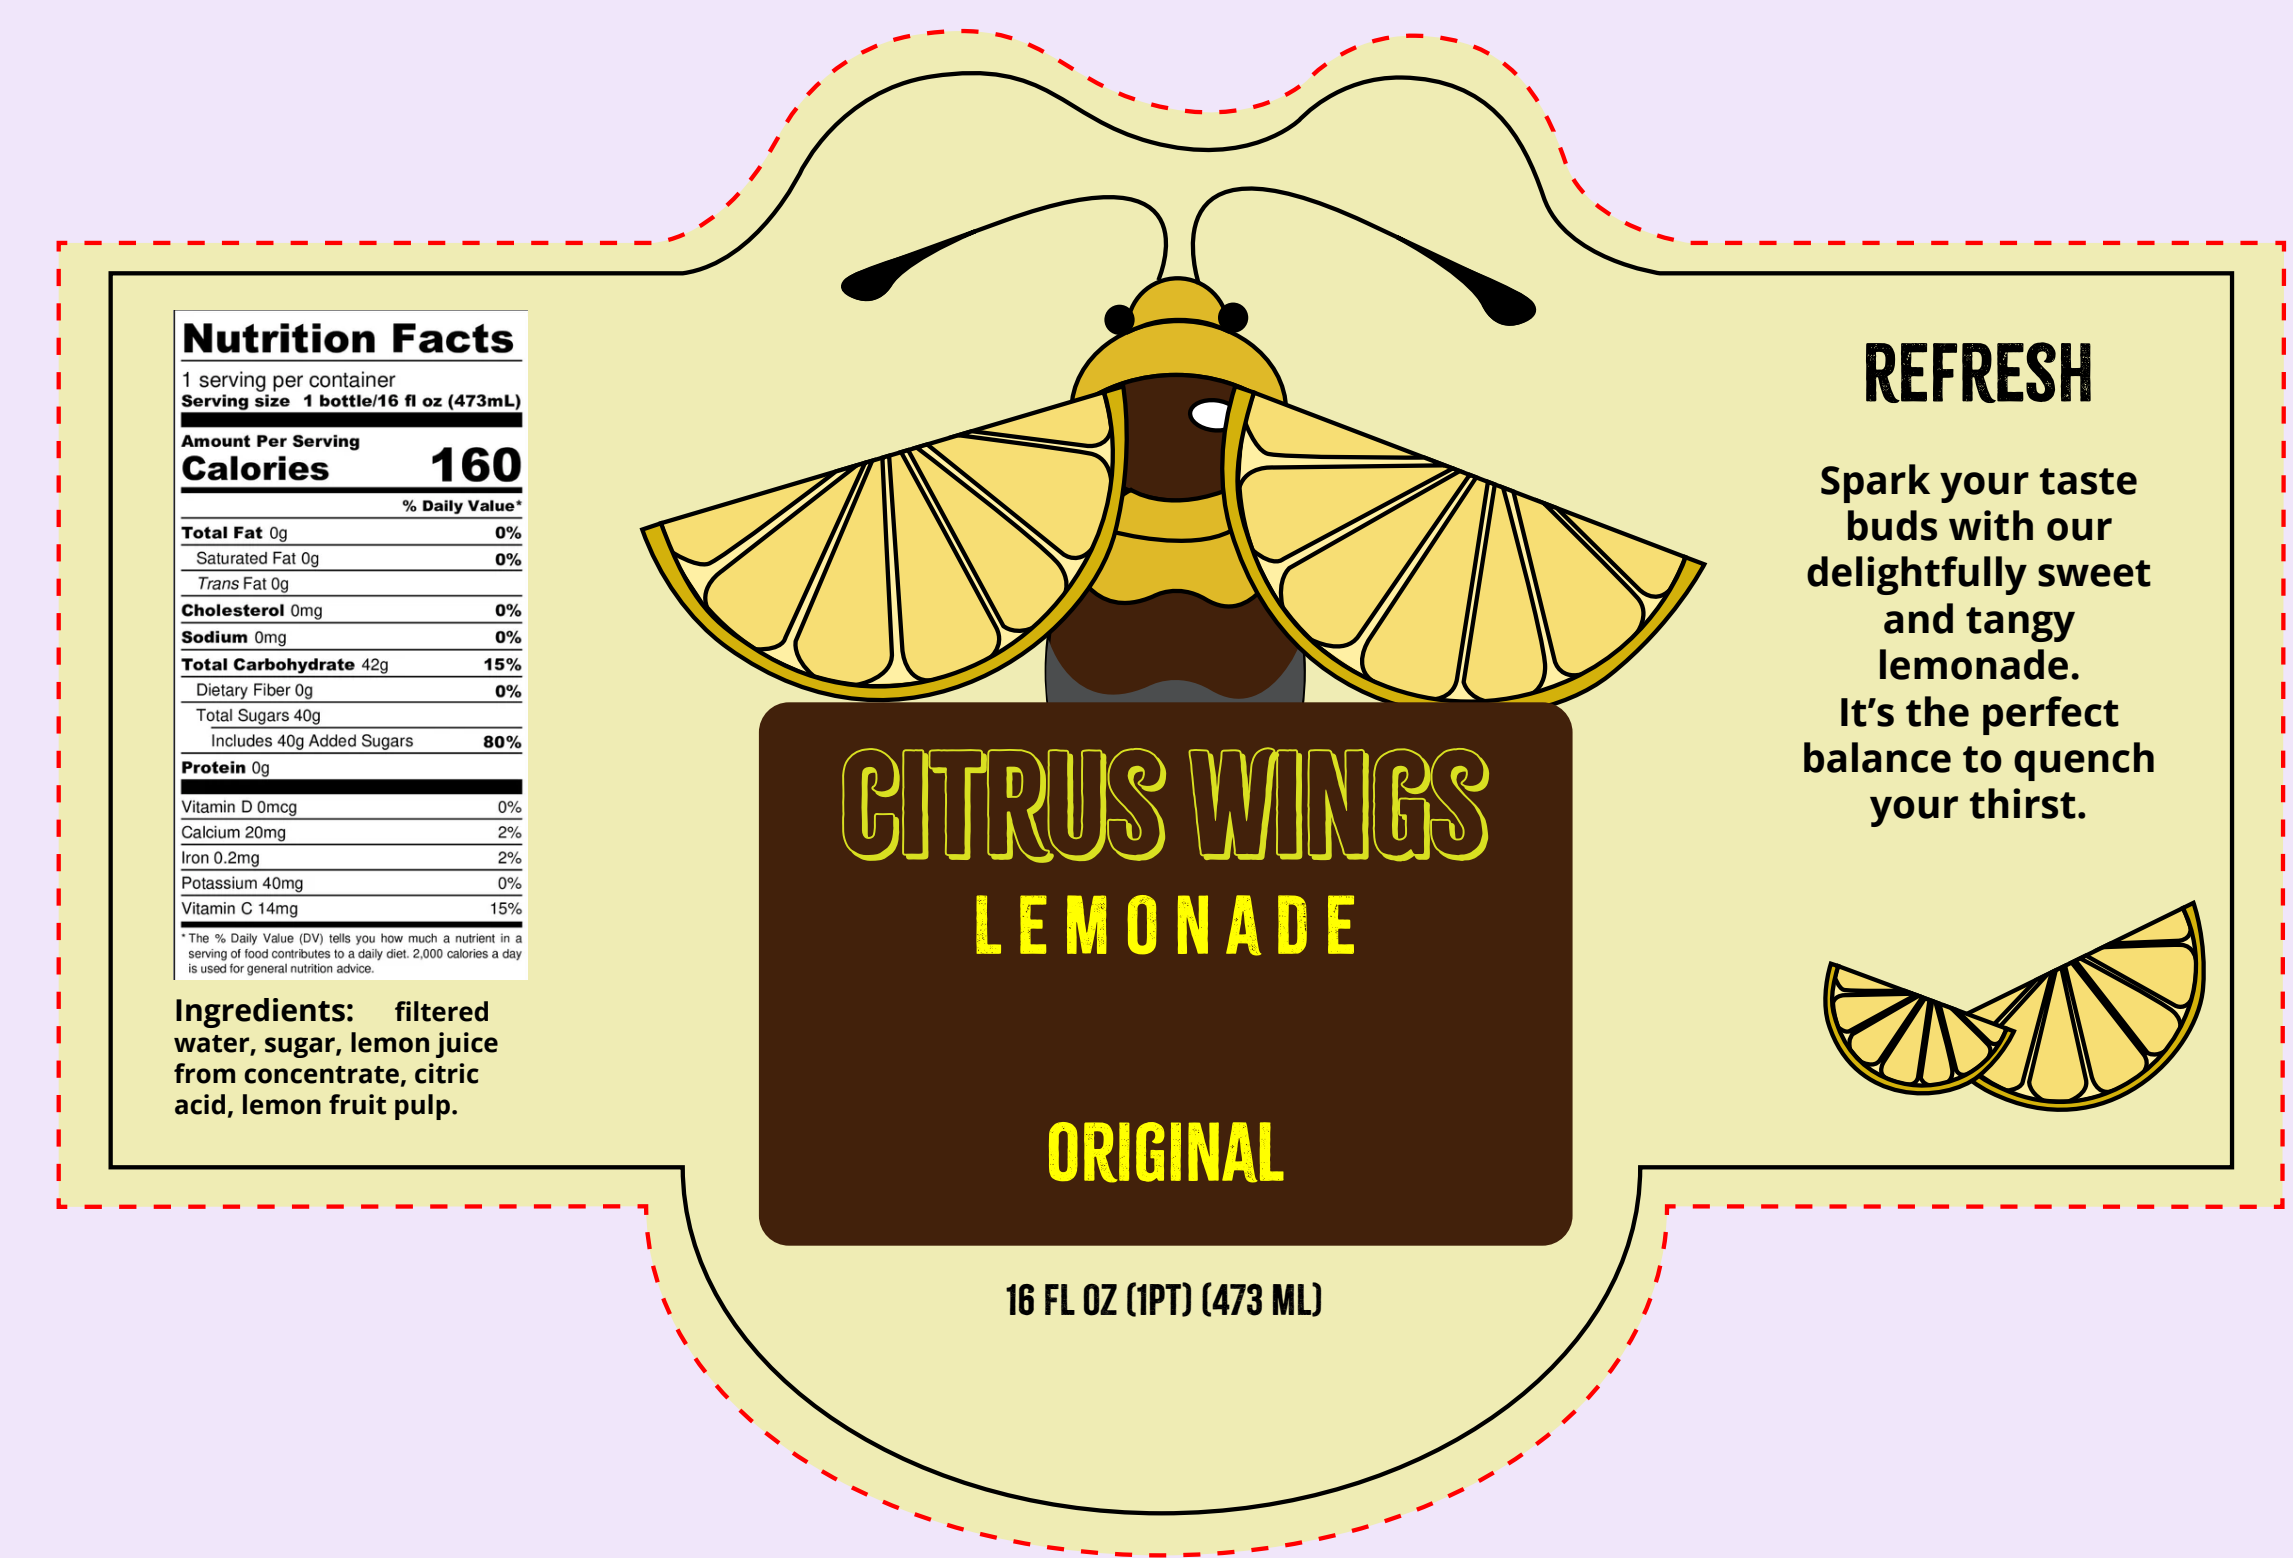 Nutrition Facts
1 serving per container
Serving size 1 bottle/16 fl oz (473mL)
Amount Per Serving
Calories 160
% Daily Value*
Total Fat 0g 0%
Saturated Fat 0g 0%
Trans Fat 0g
Cholesterol 0mg 0%
Sodium 0mg 0%
Total Carbohydrate 42g 15%
Dietary Fiber 0g 0%
Total Sugars 40g
Includes 40g Added Sugars 80%
Protein 0g
Vitamin D 0mcg 0%
Calcium 20mg 2%
Iron 0.2mg 2%
Potassium 40mg 0%
Vitamin C 14mg 15%
* The % Daily Value (DV) tells you how much a nutrient in a
serving of food contributes to a daily diet. 2,000 calories a day
is used for general nutrition advice.
Ingredients: filtered
water, sugar, lemon juice
from concentrate, citric
acid, lemon fruit pulp.
CITRUS WINGS
LEMONADE
ORIGINAL
16 FL OZ (1PT) (473 ML)
REFRESH
Spark your taste
buds with our
delightfully sweet
and tangy
lemonade.
It’s the perfect
balance to quench
your thirst.